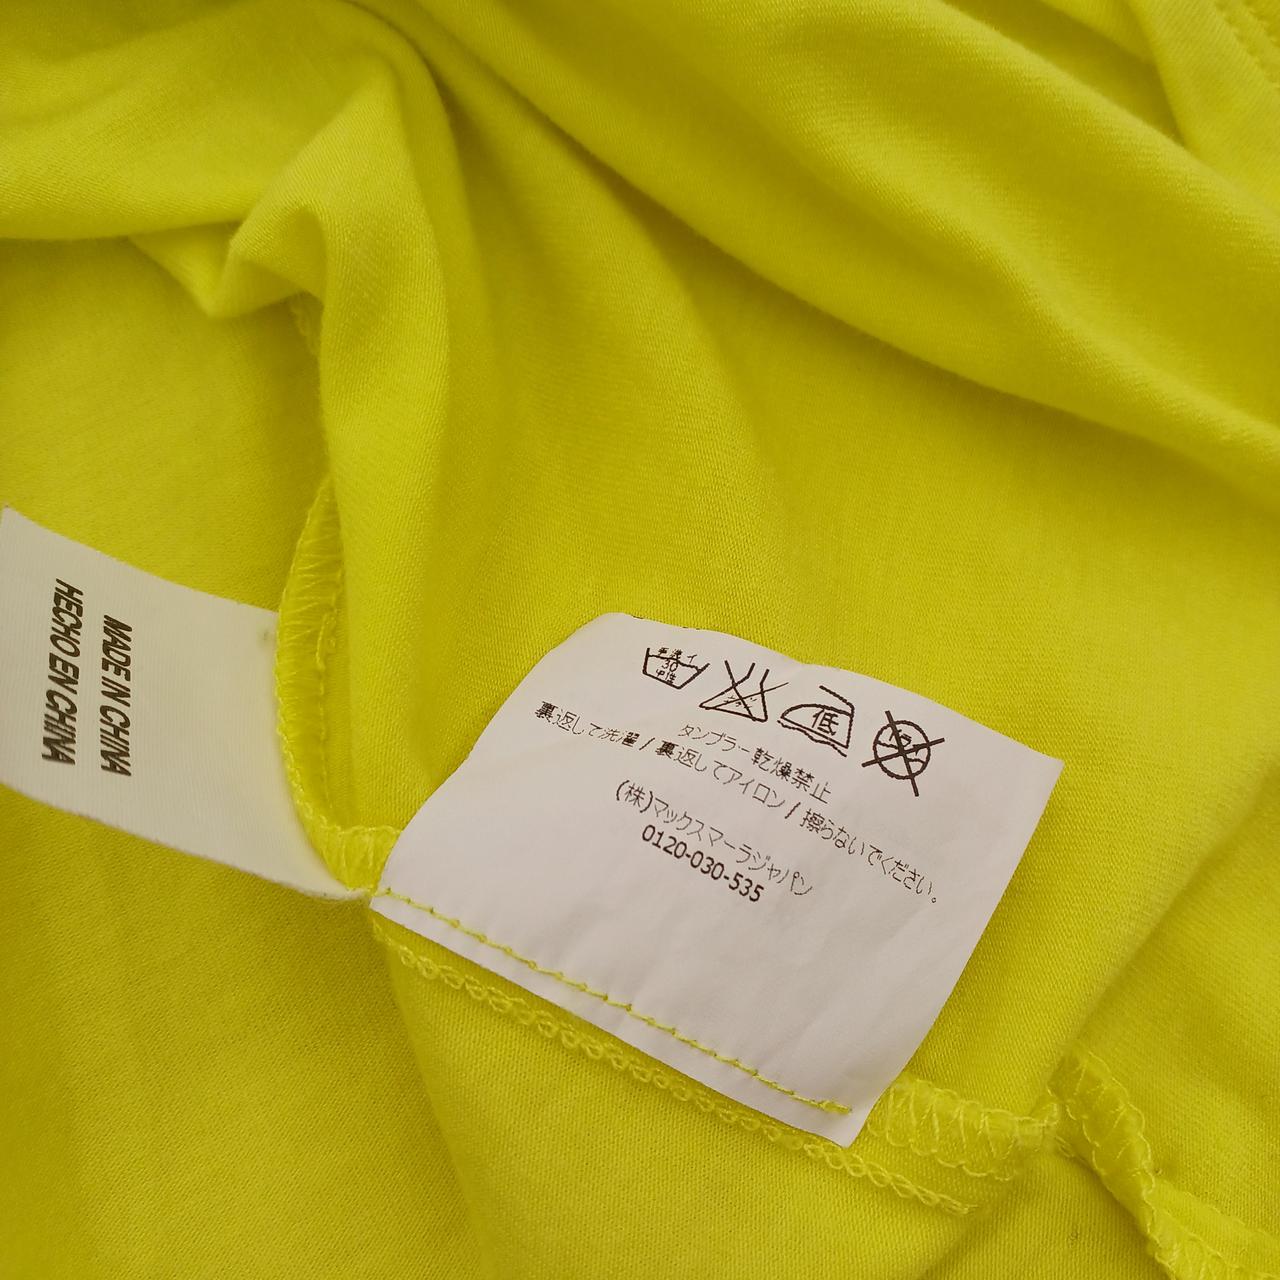 MADE IN CHINA
HECHO EN CHINA
手洗イ
30
中性
低
タンブラー乾燥禁止
裏返して洗濯 / 裏返してアイロン / 擦らないでください。
(株)マックスマーラジャパン
0120-030-535